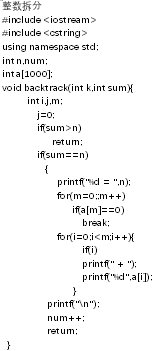 整数拆分
#include <iostream>
#include <cstring>
using namespace std;
int n,num;
int a[1000];
void backtrack(int k,int sum){
int i,j,m;
j=0;
if(sum>n)
return;
if(sum==n)
{
printf("%d = ",n);
for(m=0;;m++)
if(a[m]==0)
break;
for(i=0;i<m;i++){
if(i)
printf(" + ");
printf("%d",a[i]);
}
printf("\n");
num++;
return;
}